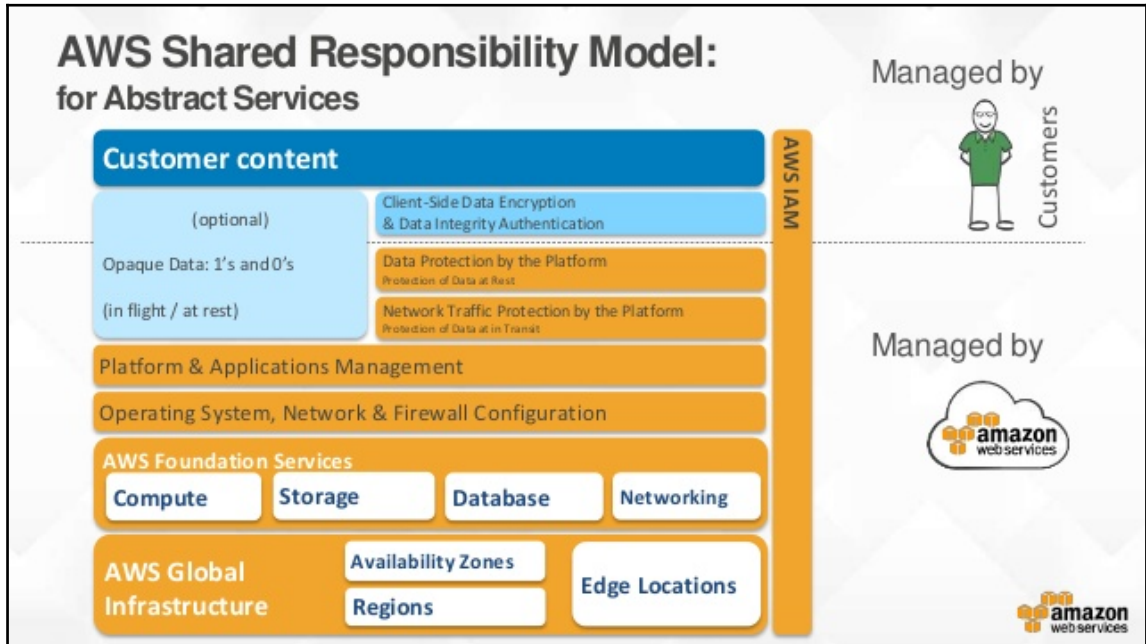 AWS Shared Responsibility Model:
for Abstract Services
Managed by
Customers
Customer content
AWS IAM
(optional)
Opaque Data: 1's and 0's
(in flight / at rest)
Client-Side Data Encryption
& Data Integrity Authentication
Data Protection by the Platform
Protection of Data at Rest
Network Traffic Protection by the Platform
Protection of Data at in Transit
Managed by
amazon
webservices
Platform & Applications Management
Operating System, Network & Firewall Configuration
AWS Foundation Services
Compute
Storage
Database
Networking
AWS Global
Infrastructure
Availability Zones
Regions
Edge Locations
amazon
webservices